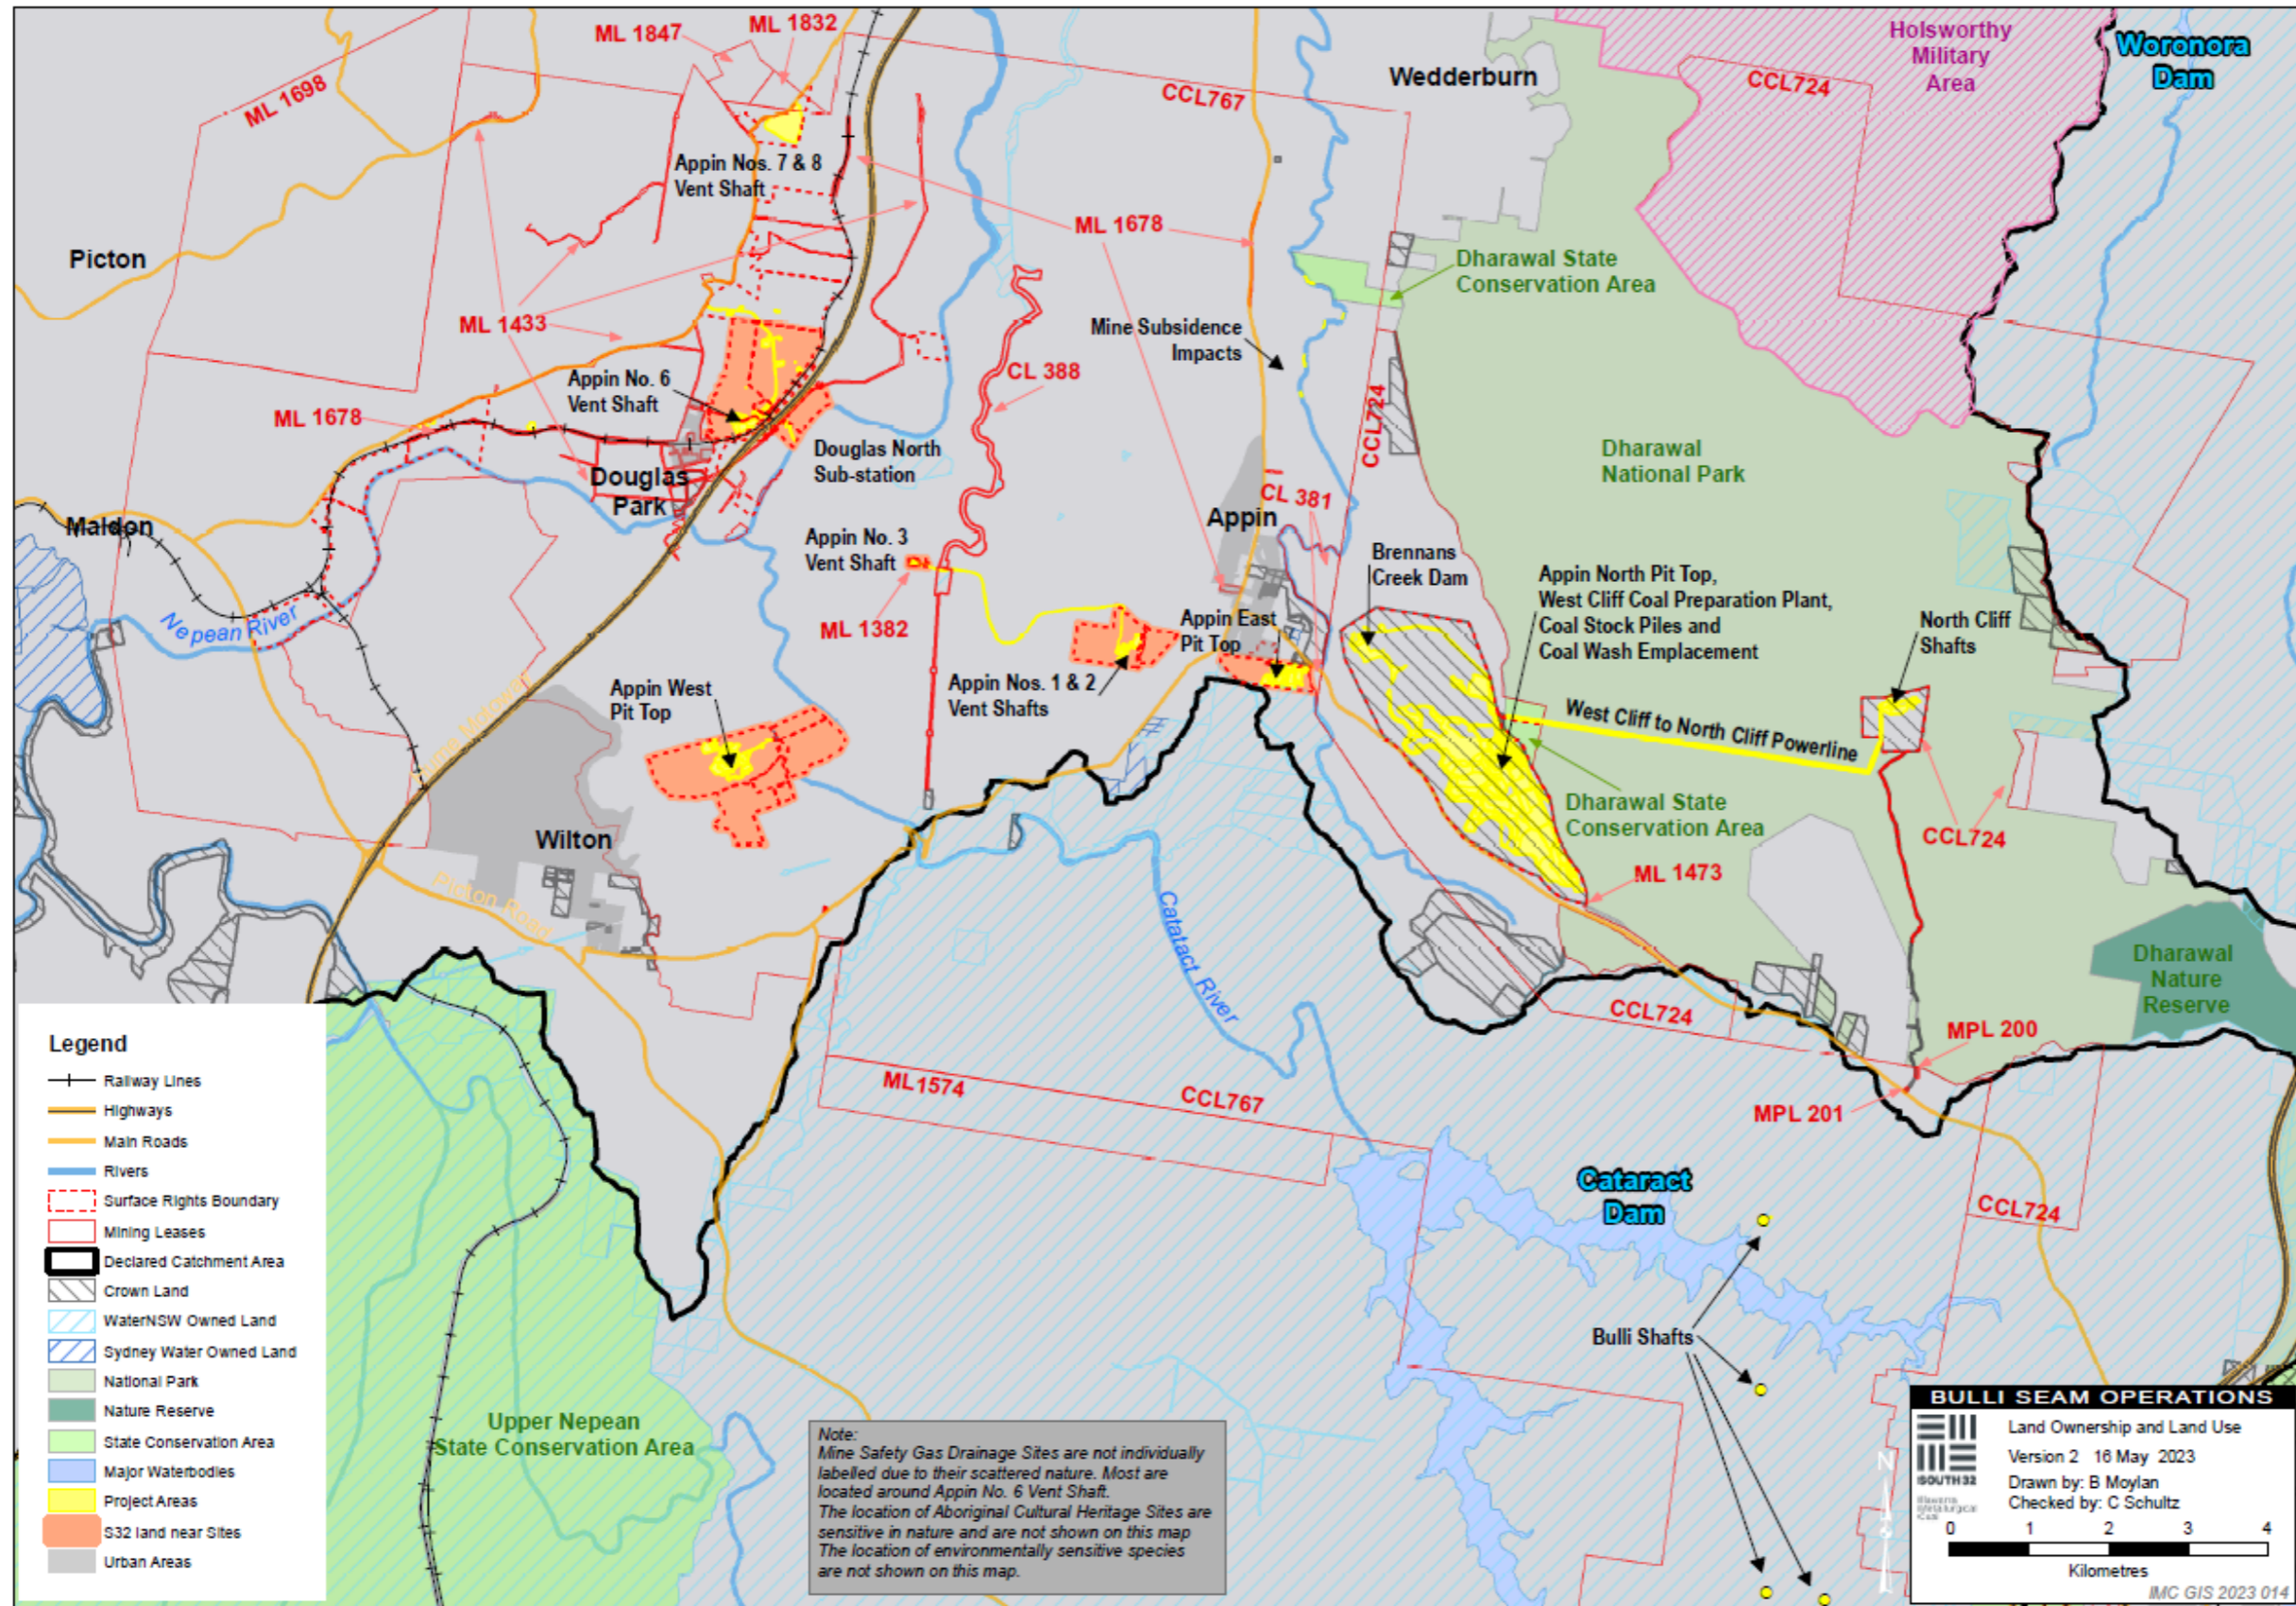 ML 1847
ML 1832
Holsworthy
Military
Area
Woronora
Dam
ML 1698
CCL767
Wedderburn
CCL724
Appin Nos. 7 & 8
Vent Shaft
ML 1678
Picton
Dharawal State
Conservation Area
ML 1433
Mine Subsidence
Impacts
Appin No. 6
Vent Shaft
CL 388
CCL724
ML 1678
Douglas North
Sub-station
Dharawal
National Park
Douglas
Park
CL 381
Appin
Maldon
Appin No. 3
Vent Shaft
Brennans
Creek Dam
Appin North Pit Top,
West Cliff Coal Preparation Plant,
Coal Stock Piles and
Coal Wash Emplacement
Nepean River
ML 1382
Appin East
Pit Top
North Cliff
Shafts
Appin West
Pit Top
Appin Nos. 1 & 2
Vent Shafts
Hume Motorway
West Cliff to North Cliff Powerline
Dharawal State
Conservation Area
CCL724
Wilton
ML 1473
Picton Road
Catatact River
Dharawal
Nature
Reserve
CCL724
MPL 200
ML1574
CCL767
MPL 201
Cataract
Dam
CCL724
Bulli Shafts
Upper Nepean
State Conservation Area
Legend
Railway Lines
Highways
Main Roads
Rivers
Surface Rights Boundary
Mining Leases
Declared Catchment Area
Crown Land
WaterNSW Owned Land
Sydney Water Owned Land
National Park
Nature Reserve
State Conservation Area
Major Waterbodies
Project Areas
S32 land near Sites
Urban Areas
Note:
Mine Safety Gas Drainage Sites are not individually
labelled due to their scattered nature. Most are
located around Appin No. 6 Vent Shaft.
The location of Aboriginal Cultural Heritage Sites are
sensitive in nature and are not shown on this map
The location of environmentally sensitive species
are not shown on this map.
BULLI SEAM OPERATIONS
Land Ownership and Land Use
Version 2 16 May 2023
Drawn by: B Moylan
Checked by: C Schultz
SOUTH32
Illawarra
Metallurgical
Coal
N
0 1 2 3 4
Kilometres
IMC GIS 2023 014